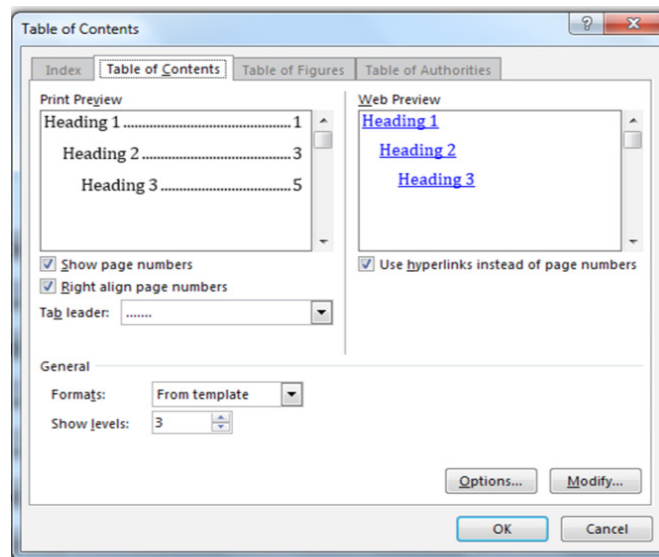 Table of Contents
Index Table of Contents Table of Figures Table of Authorities
Print Preview
Heading 1 ........................................... 1
Heading 2 ...................................... 3
Heading 3 .................................. 5
Show page numbers
Right align page numbers
Tab leader: .......
Web Preview
Heading 1
Heading 2
Heading 3
Use hyperlinks instead of page numbers
General
Formats: From template
Show levels: 3
Options... Modify...
OK Cancel